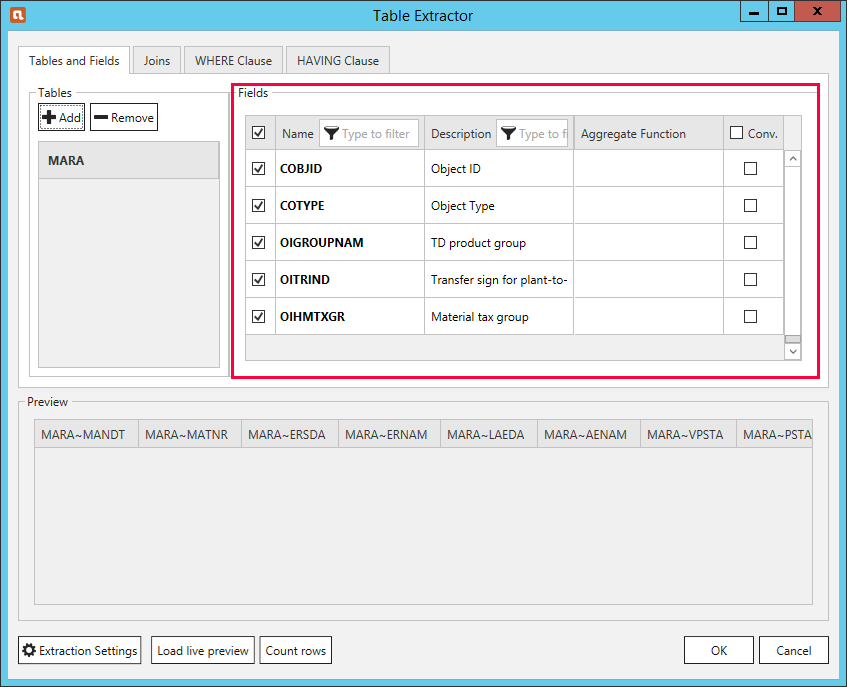 Table Extractor
Tables and Fields Joins WHERE Clause HAVING Clause
Tables
Add Remove
MARA
Fields
Name Type to filter Description Type to fi Aggregate Function Conv.
COBJID Object ID
COTYPE Object Type
OIGROUPNAM TD product group
OITRIND Transfer sign for plant-to-
OIHMTXGR Material tax group
Preview
MARA~MANDT MARA~MATNR MARA~ERSDA MARA~ERNAM MARA~LAEDA MARA~AENAM MARA~VPSTA MARA~PSTA
Extraction Settings Load live preview Count rows OK Cancel